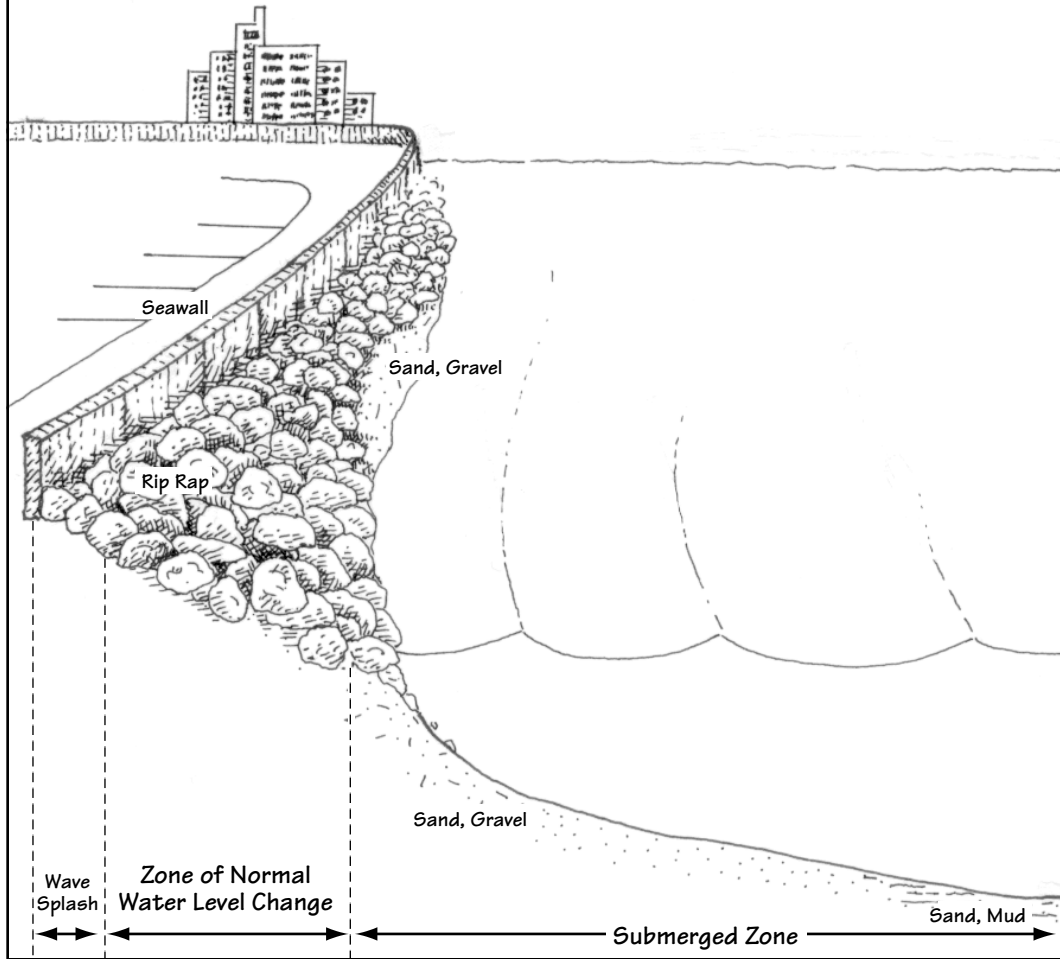 Seawall
Sand, Gravel
Rip Rap
Sand, Gravel
Wave
Splash
Zone of Normal
Water Level Change
Sand, Mud
Submerged Zone